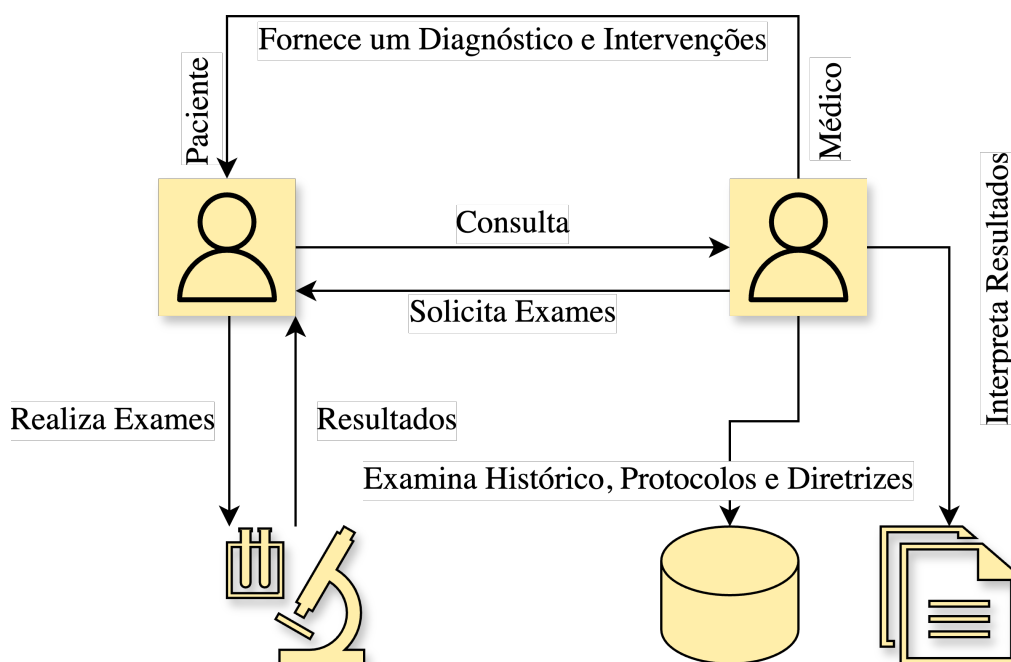 Fornece um Diagnóstico e Intervenções
Paciente
Médico
Consulta
Solicita Exames
Interpreta Resultados
Realiza Exames
Resultados
Examina Histórico, Protocolos e Diretrizes